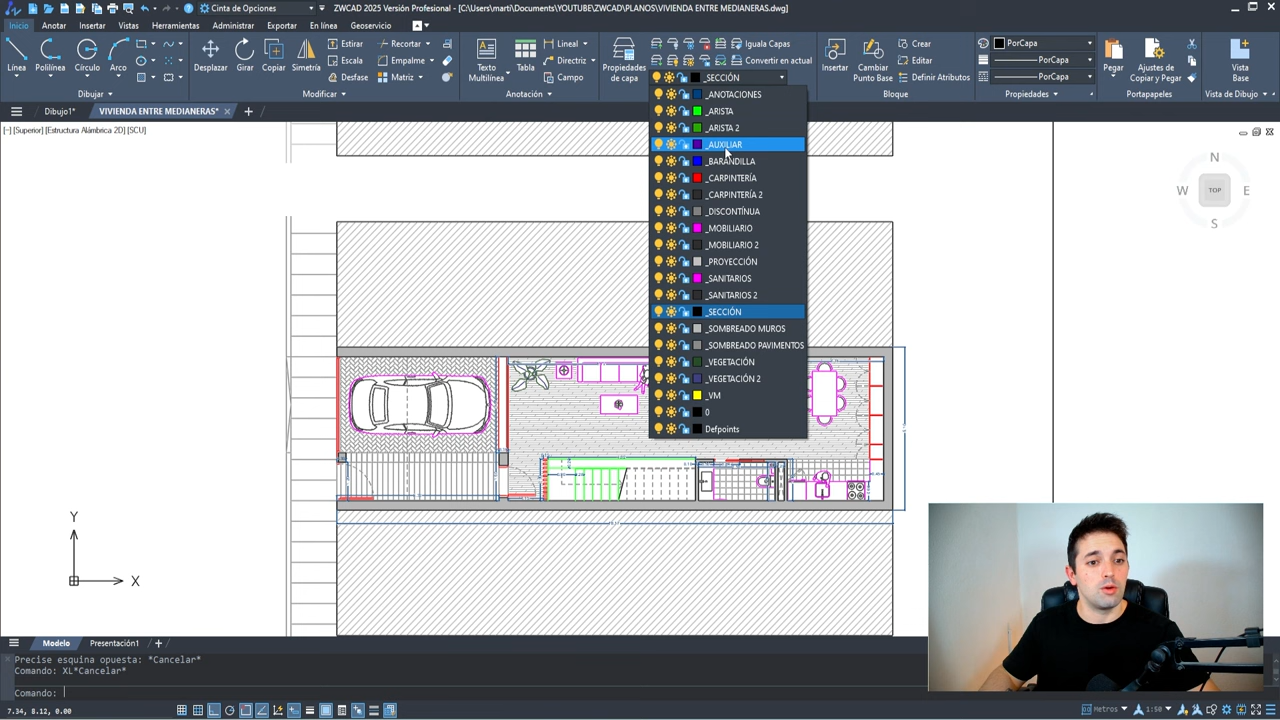 Cinta de Opciones
ZWCAD 2025 Versión Profesional - [C:\Users\marti\Documents\YOUTUBE\ZWCAD\PLANOS\VIVIENDA ENTRE MEDIANERAS.dwg]
Inicio Anotar Insertar Vistas Herramientas Administrar Exportar En línea Geoservicio
Línea Polilínea Círculo Arco
Desplazar Girar Copiar Simetría
Estirar Recortar
Escala Empalme
Desfase Matriz
Texto Multilínea
Tabla
Lineal
Directriz
Campo
Propiedades de capa
Iguala Capas
Convertir en actual
_SECCIÓN
Insertar
Cambiar Punto Base
Crear
Editar
Definir Atributos
PorCapa
PorCapa
PorCapa
Pegar
Ajustes de Copiar y Pegar
Vista Base
Dibujar Modificar Anotación Bloque Propiedades Portapapeles Vista de Dibujo
Dibujo1* VIVIENDA ENTRE MEDIANERAS*
[-] [Superior] [Estructura Alámbrica 2D] [SCU]
_ANOTACIONES
_ARISTA
_ARISTA 2
_AUXILIAR
_BARANDILLA
_CARPINTERÍA
_CARPINTERÍA 2
_DISCONTÍNUA
_MOBILIARIO
_MOBILIARIO 2
_PROYECCIÓN
_SANITARIOS
_SANITARIOS 2
_SECCIÓN
_SOMBREADO MUROS
_SOMBREADO PAVIMENTOS
_VEGETACIÓN
_VEGETACIÓN 2
_VM
0
Defpoints
N
W TOP E
S
Y
X
Modelo Presentación1
Precise esquina opuesta: *Cancelar*
Comando: XL*Cancelar*
Comando:
7.34, 8.12, 0.00
Metros 1:50